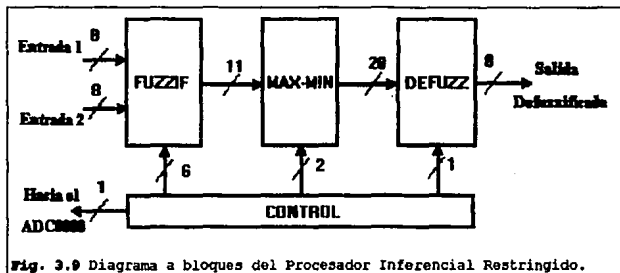 Entrada 1
8
8
Entrada 2
FUZZIF
11
MAX-MIN
20
DEFUZZ
8
Salida
Defuzzificada
6
2
1
Hacia el
1
CONTROL
Fig. 3.9 Diagrama a bloques del Procesador Inferencial Restringido.